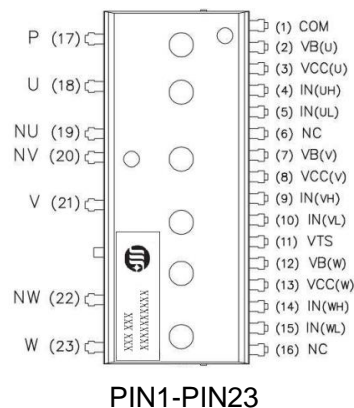 P (17)
U (18)
NU (19)
NV (20)
V (21)
NW (22)
W (23)
XXX XXX
XXXXXXXXXX
(1) COM
(2) VB(U)
(3) VCC(U)
(4) IN(UH)
(5) IN(UL)
(6) NC
(7) VB(V)
(8) VCC(V)
(9) IN(VH)
(10) IN(VL)
(11) VTS
(12) VB(W)
(13) VCC(W)
(14) IN(WH)
(15) IN(WL)
(16) NC
PIN1-PIN23